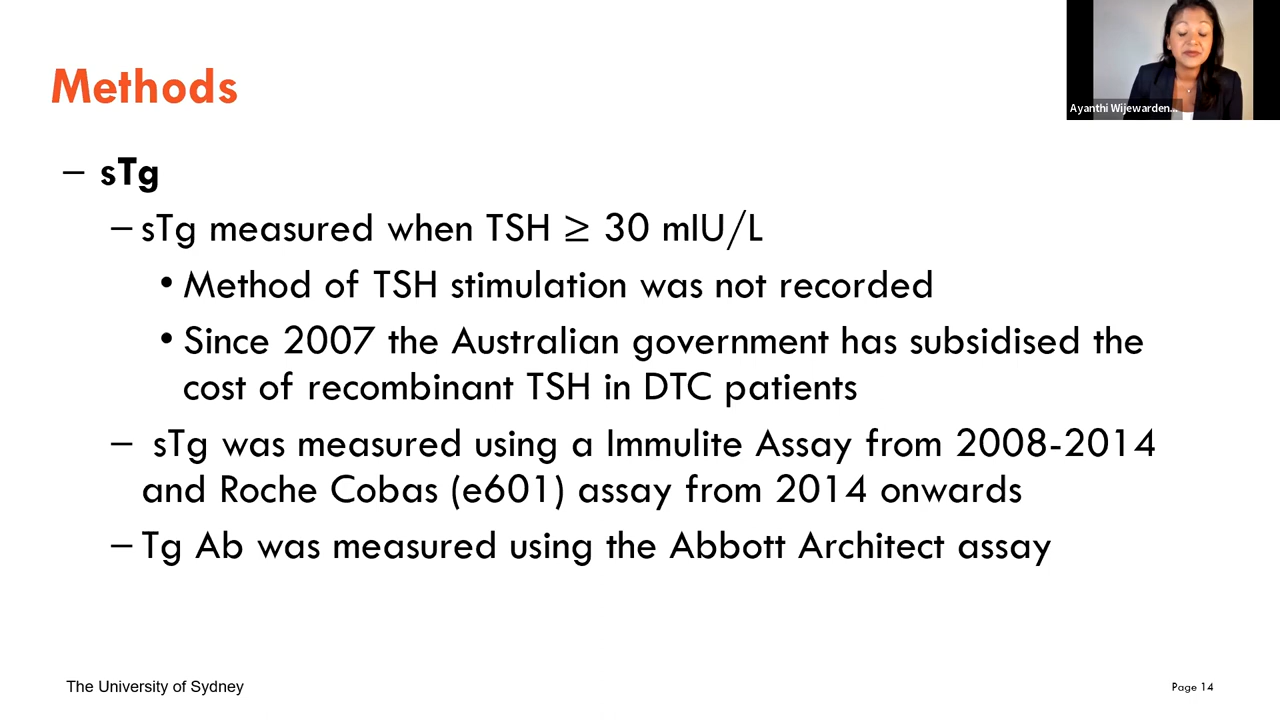 Methods
Ayanthi Wijewarden...
– sTg
– sTg measured when TSH ≥ 30 mIU/L
• Method of TSH stimulation was not recorded
• Since 2007 the Australian government has subsidised the
cost of recombinant TSH in DTC patients
– sTg was measured using a Immulite Assay from 2008-2014
and Roche Cobas (e601) assay from 2014 onwards
– Tg Ab was measured using the Abbott Architect assay
The University of Sydney
Page 14